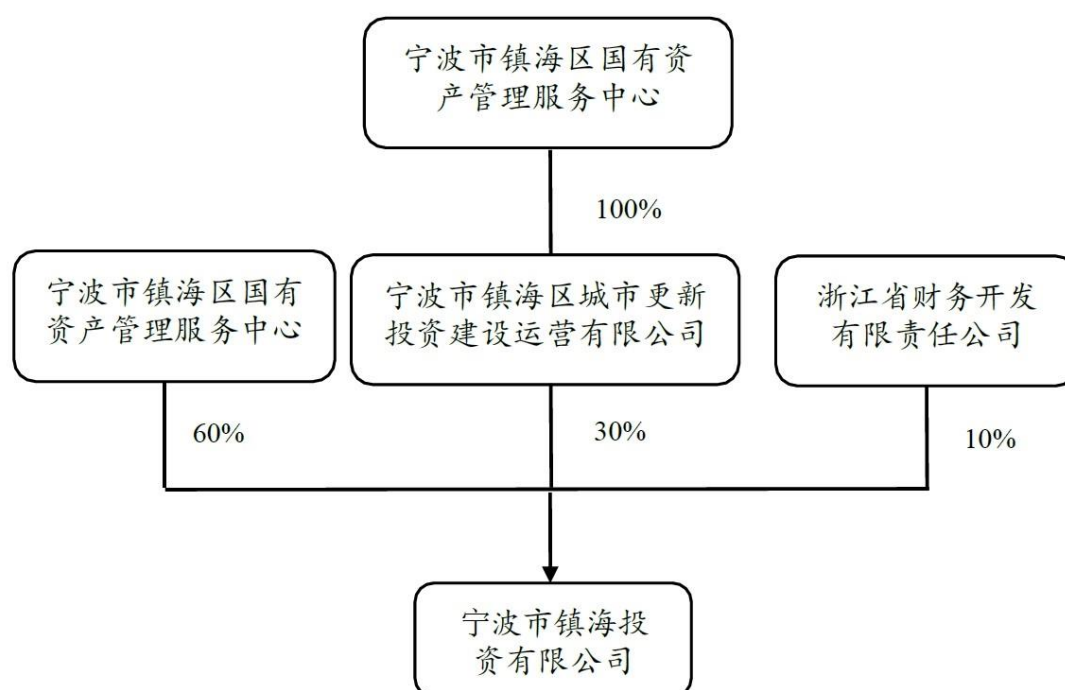 宁波市镇海区国有资
产管理服务中心
100%
宁波市镇海区国有
资产管理服务中心
宁波市镇海区城市更新
投资建设运营有限公司
浙江省财务开发
有限责任公司
60%
30%
10%
宁波市镇海投
资有限公司